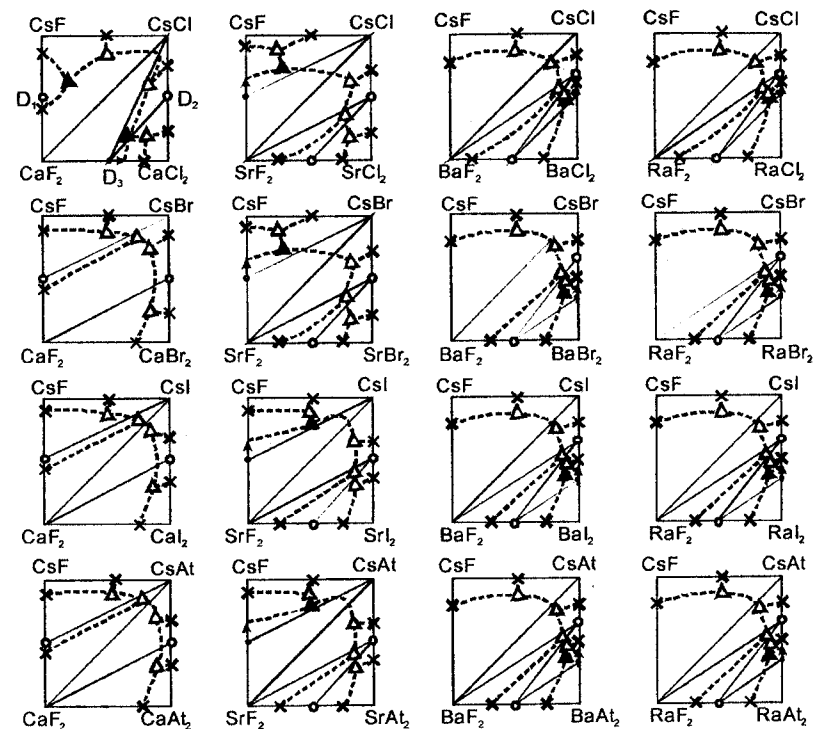 CsF CsCl CsF CsCl CsF CsCl CsF CsCl
D1 D2
CaF2 D3 CaCl2 SrF2 SrCl2 BaF2 BaCl2 RaF2 RaCl2
CsF CsBr CsF CsBr CsF CsBr CsF CsBr
CaF2 CaBr2 SrF2 SrBr2 BaF2 BaBr2 RaF2 RaBr2
CsF CsI CsF CsI CsF CsI CsF CsI
CaF2 CaI2 SrF2 SrI2 BaF2 BaI2 RaF2 RaI2
CsF CsAt CsF CsAt CsF CsAt CsF CsAt
CaF2 CaAt2 SrF2 SrAt2 BaF2 BaAt2 RaF2 RaAt2